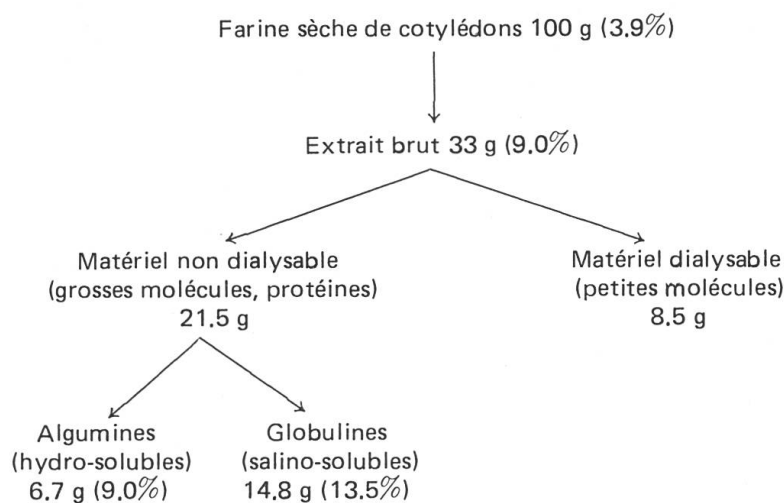 Farine sèche de cotylédons 100 g (3.9%)
Extrait brut 33 g (9.0%)
Matériel non dialysable
(grosses molécules, protéines)
21.5 g
Matériel dialysable
(petites molécules)
8.5 g
Algumines
(hydro-solubles)
6.7 g (9.0%)
Globulines
(salino-solubles)
14.8 g (13.5%)